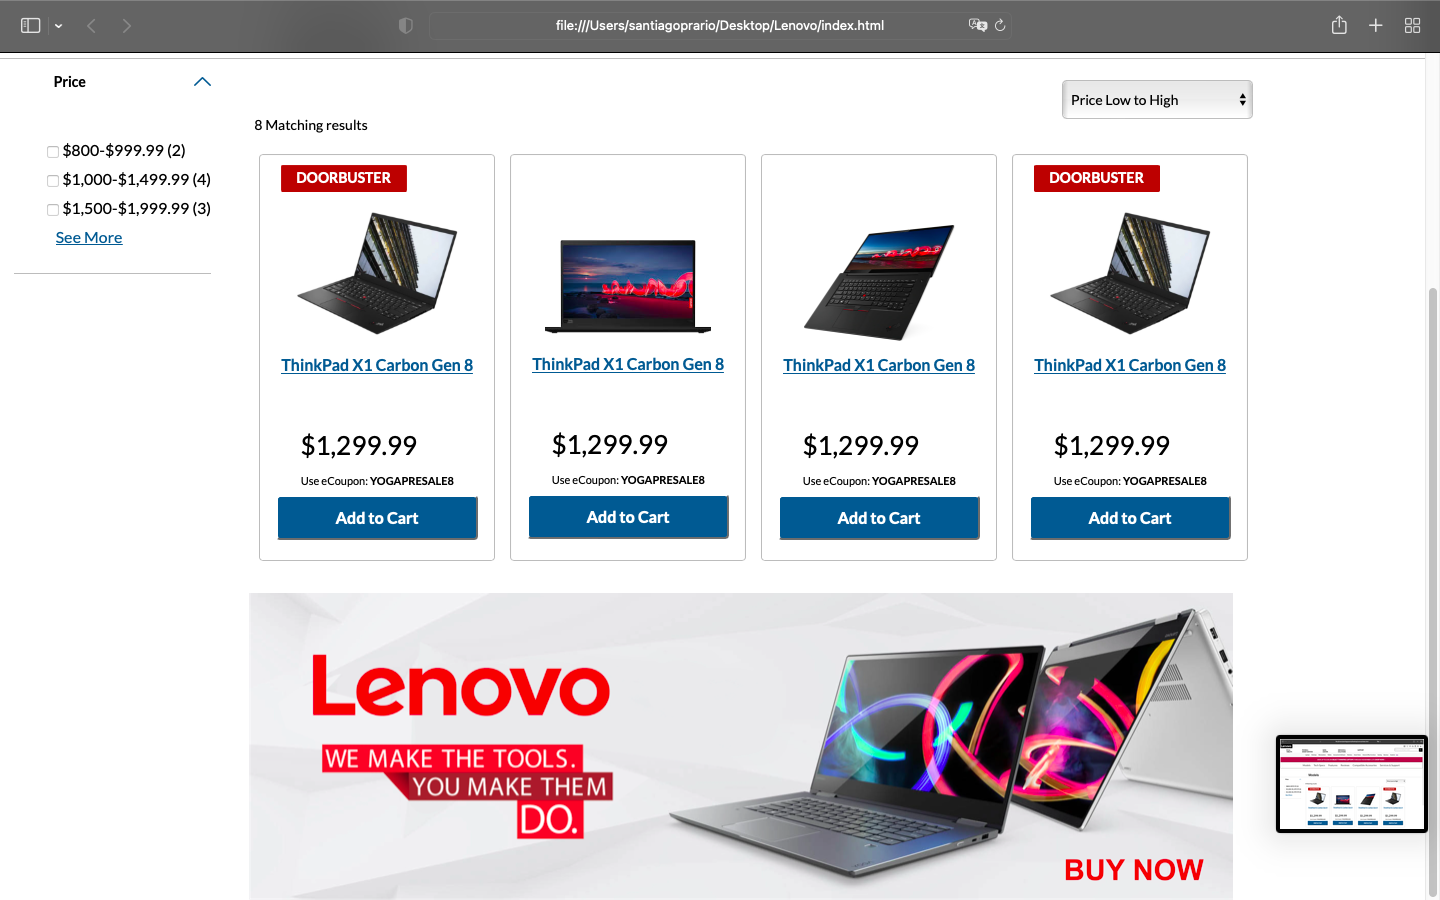 file:///Users/santiagoprario/Desktop/Lenovo/index.html
Price
Price Low to High
8 Matching results
$800-$999.99 (2)
$1,000-$1,499.99 (4)
$1,500-$1,999.99 (3)
See More
DOORBUSTER
DOORBUSTER
ThinkPad X1 Carbon Gen 8
ThinkPad X1 Carbon Gen 8
ThinkPad X1 Carbon Gen 8
ThinkPad X1 Carbon Gen 8
$1,299.99
$1,299.99
$1,299.99
$1,299.99
Use eCoupon: YOGAPRESALE8
Use eCoupon: YOGAPRESALE8
Use eCoupon: YOGAPRESALE8
Use eCoupon: YOGAPRESALE8
Add to Cart
Add to Cart
Add to Cart
Add to Cart
Lenovo
WE MAKE THE TOOLS.
YOU MAKE THEM
DO.
BUY NOW